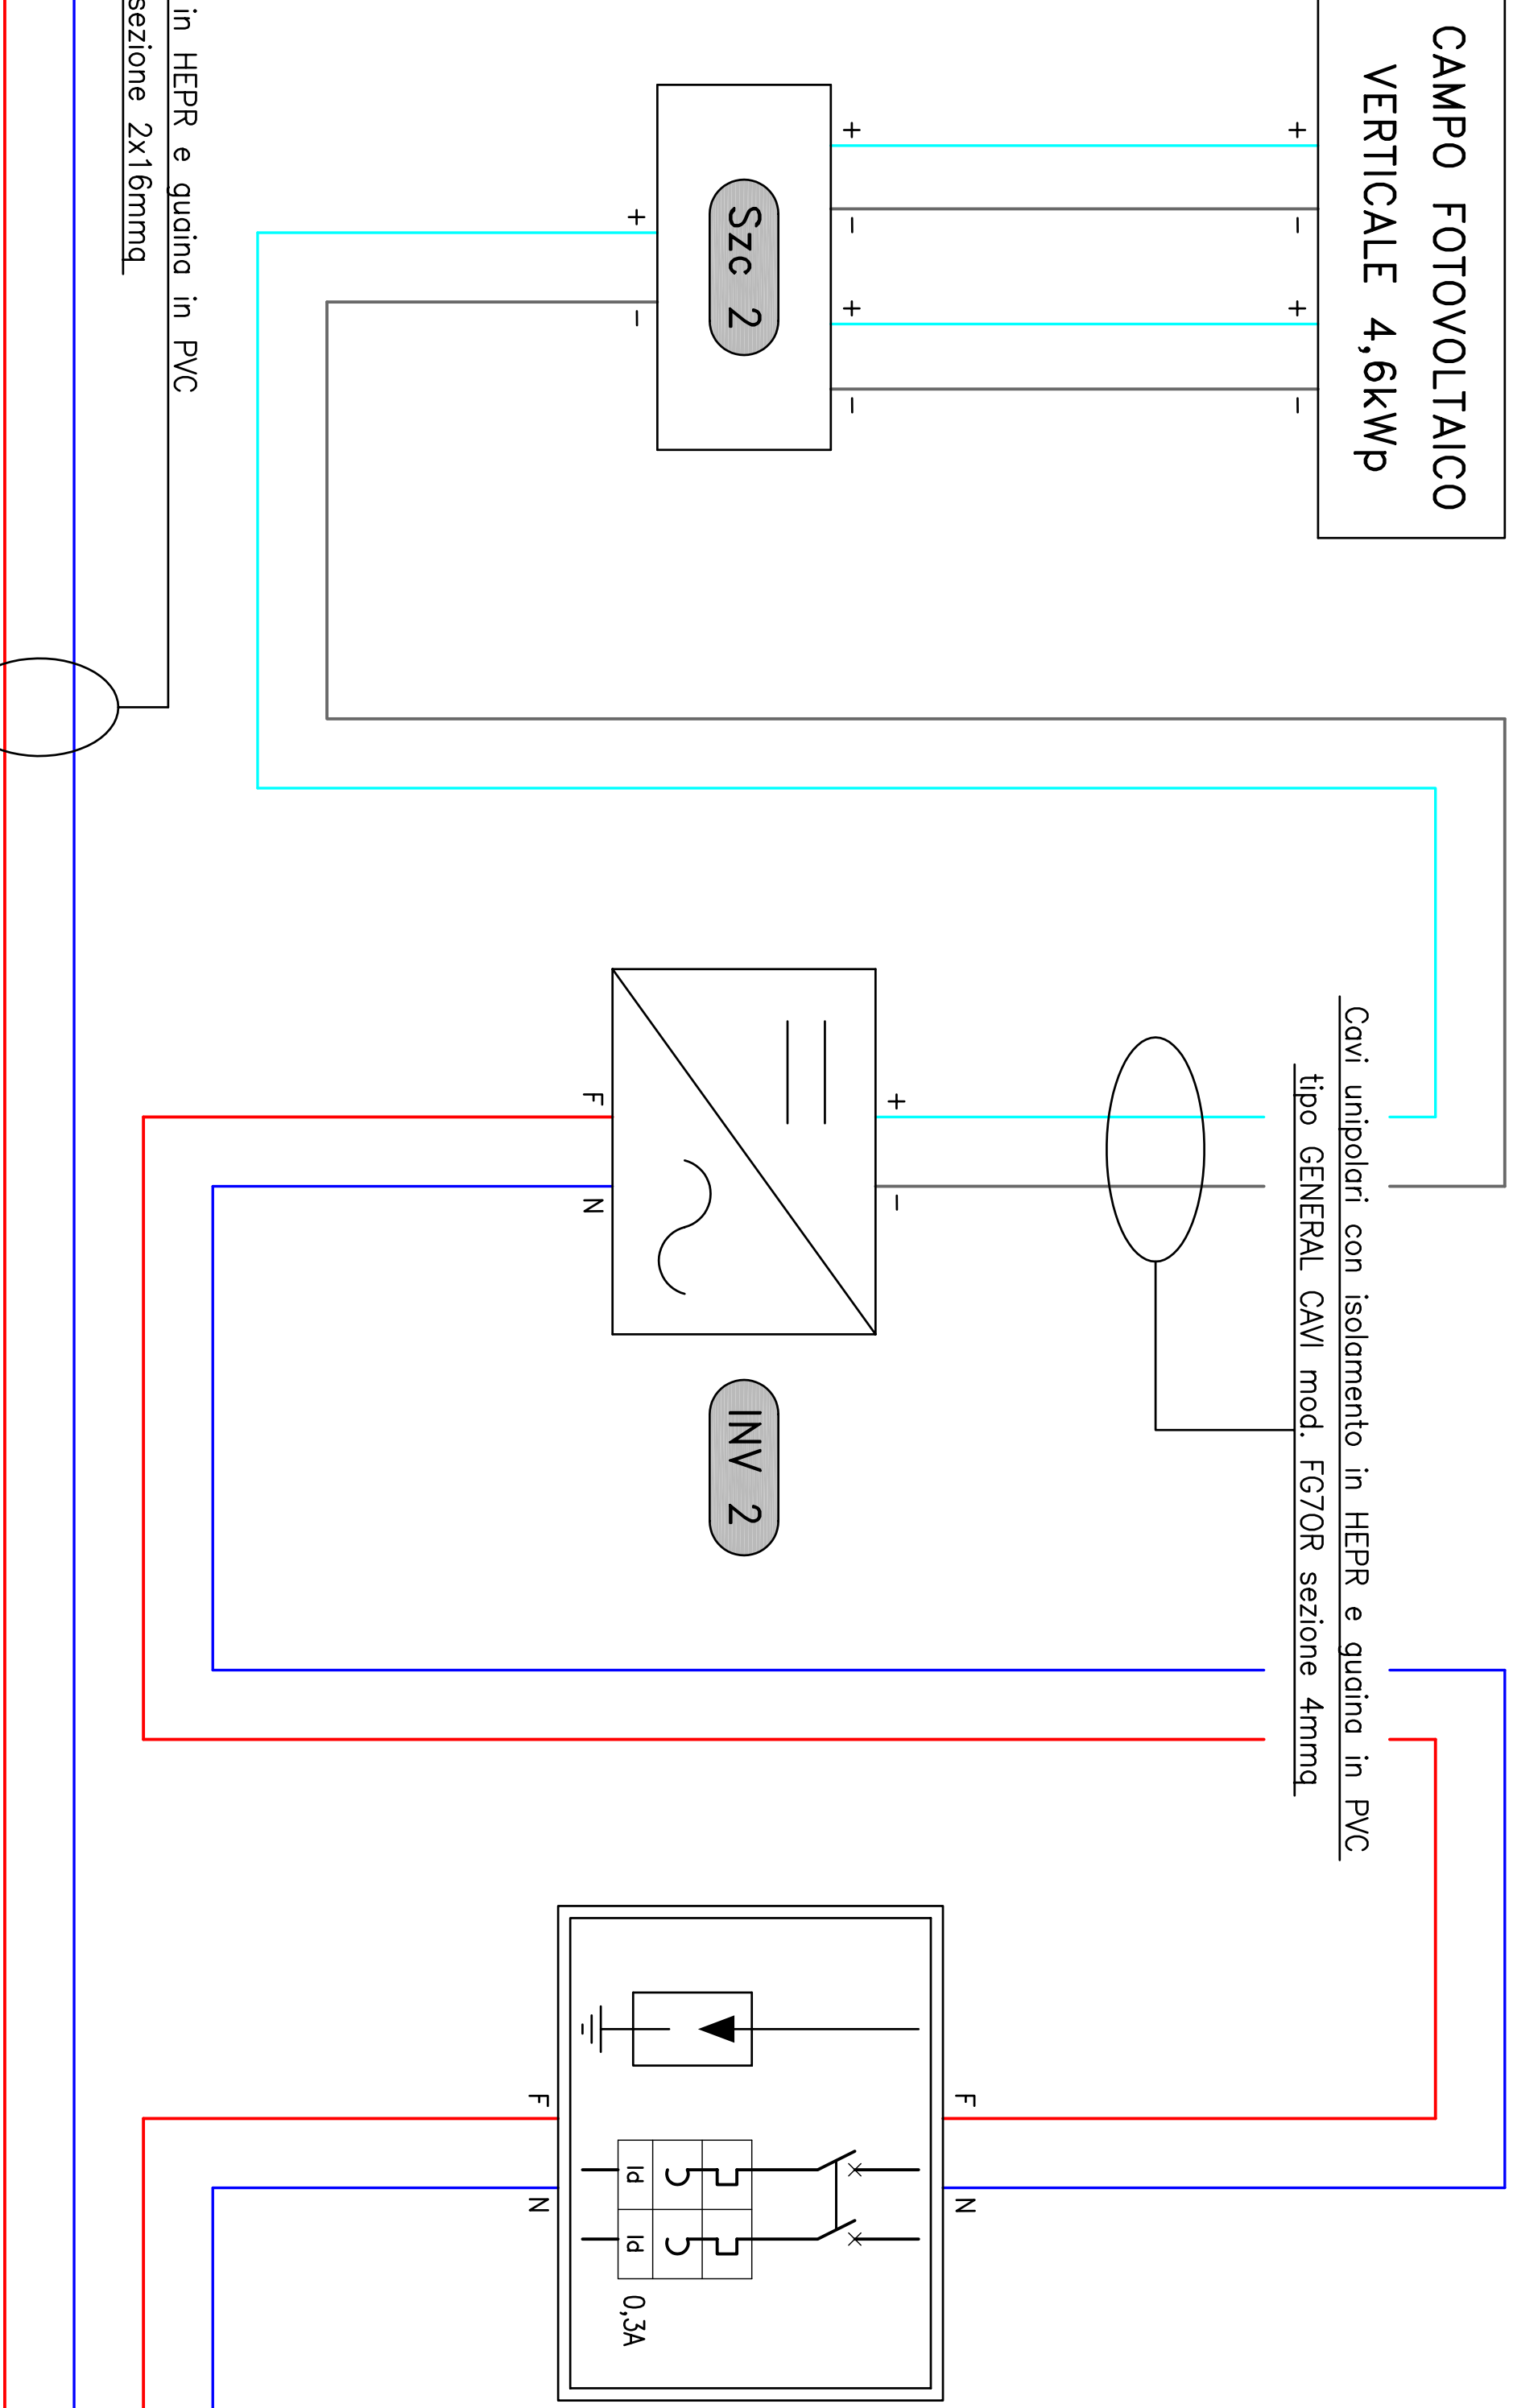 CAMPO FOTOVOLTAICO
VERTICALE 4,6kWp
+ - + -
+ - + -
Szc 2
+ -
in HEPR e guaina in PVC
sezione 2x16mmq
Cavi unipolari con isolamento in HEPR e guaina in PVC
tipo GENERAL CAVI mod. FG7OR sezione 4mmq
+ -
INV 2
F N
F N
Id Id 0,3A
F N